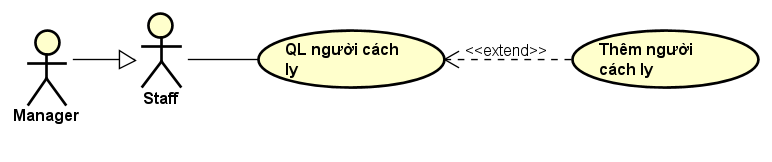 QL người cách
ly
<<extend>>
Thêm người
cách ly
Staff
Manager